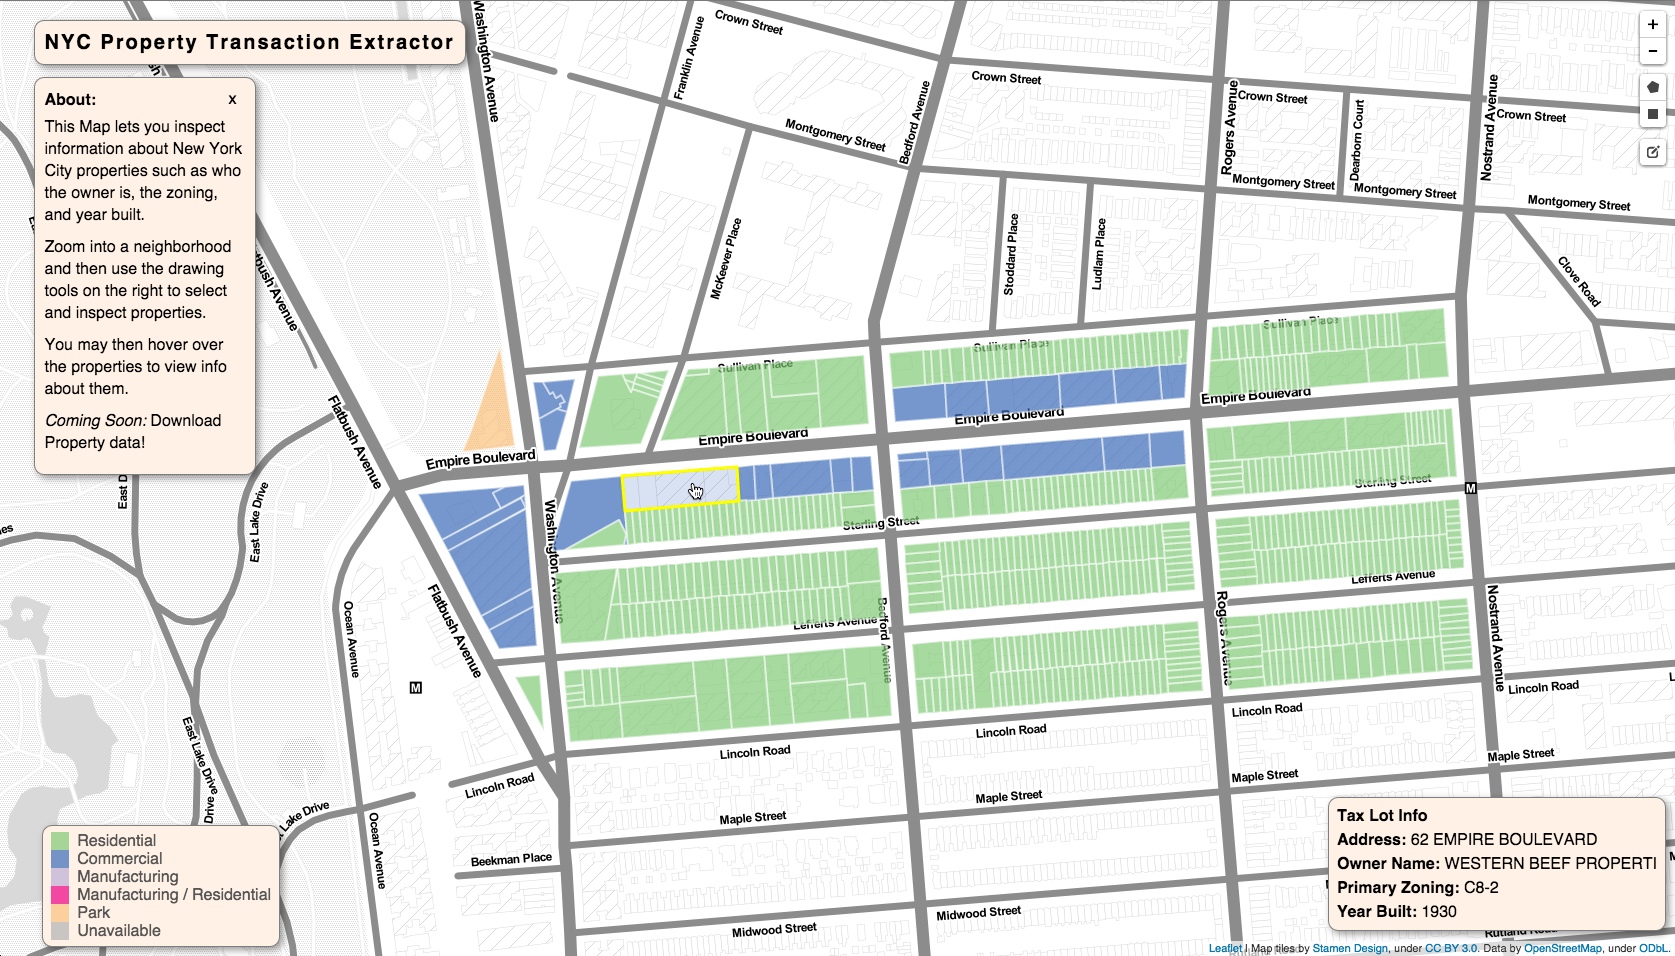 NYC Property Transaction Extractor
About:
x
This Map lets you inspect
information about New York
City properties such as who
the owner is, the zoning,
and year built.
Zoom into a neighborhood
and then use the drawing
tools on the right to select
and inspect properties.
You may then hover over
the properties to view info
about them.
Coming Soon: Download
Property data!
+
−
Washington Avenue
Franklin Avenue
Crown Street
Bedford Avenue
Crown Street
Rogers Avenue
Crown Street
Dearborn Court
Nostrand Avenue
Crown Street
Montgomery Street
Montgomery Street
Montgomery Street
Montgomery Street
McKeever Place
Stoddard Place
Ludlam Place
Clove Road
Sullivan Place
Sullivan Place
Sullivan Place
Flatbush Avenue
Empire Boulevard
Empire Boulevard
Empire Boulevard
Empire Boulevard
East Lake Drive
Washington Avenue
Sterling Street
Sterling Street
M
Lefferts Avenue
Lefferts Avenue
Bedford Avenue
Rogers Avenue
Nostrand Avenue
Ocean Avenue
Flatbush Avenue
M
East Lake Drive
Lincoln Road
Lincoln Road
Lincoln Road
Lincoln Road
Lincoln Road
Maple Street
Maple Street
Maple Street
Maple Street
Lake Drive
Ocean Avenue
Beekman Place
Midwood Street
Midwood Street
Residential
Commercial
Manufacturing
Manufacturing / Residential
Park
Unavailable
Tax Lot Info
Address: 62 EMPIRE BOULEVARD
Owner Name: WESTERN BEEF PROPERTI
Primary Zoning: C8-2
Year Built: 1930
Leaflet | Map tiles by Stamen Design, under CC BY 3.0. Data by OpenStreetMap, under ODbL.